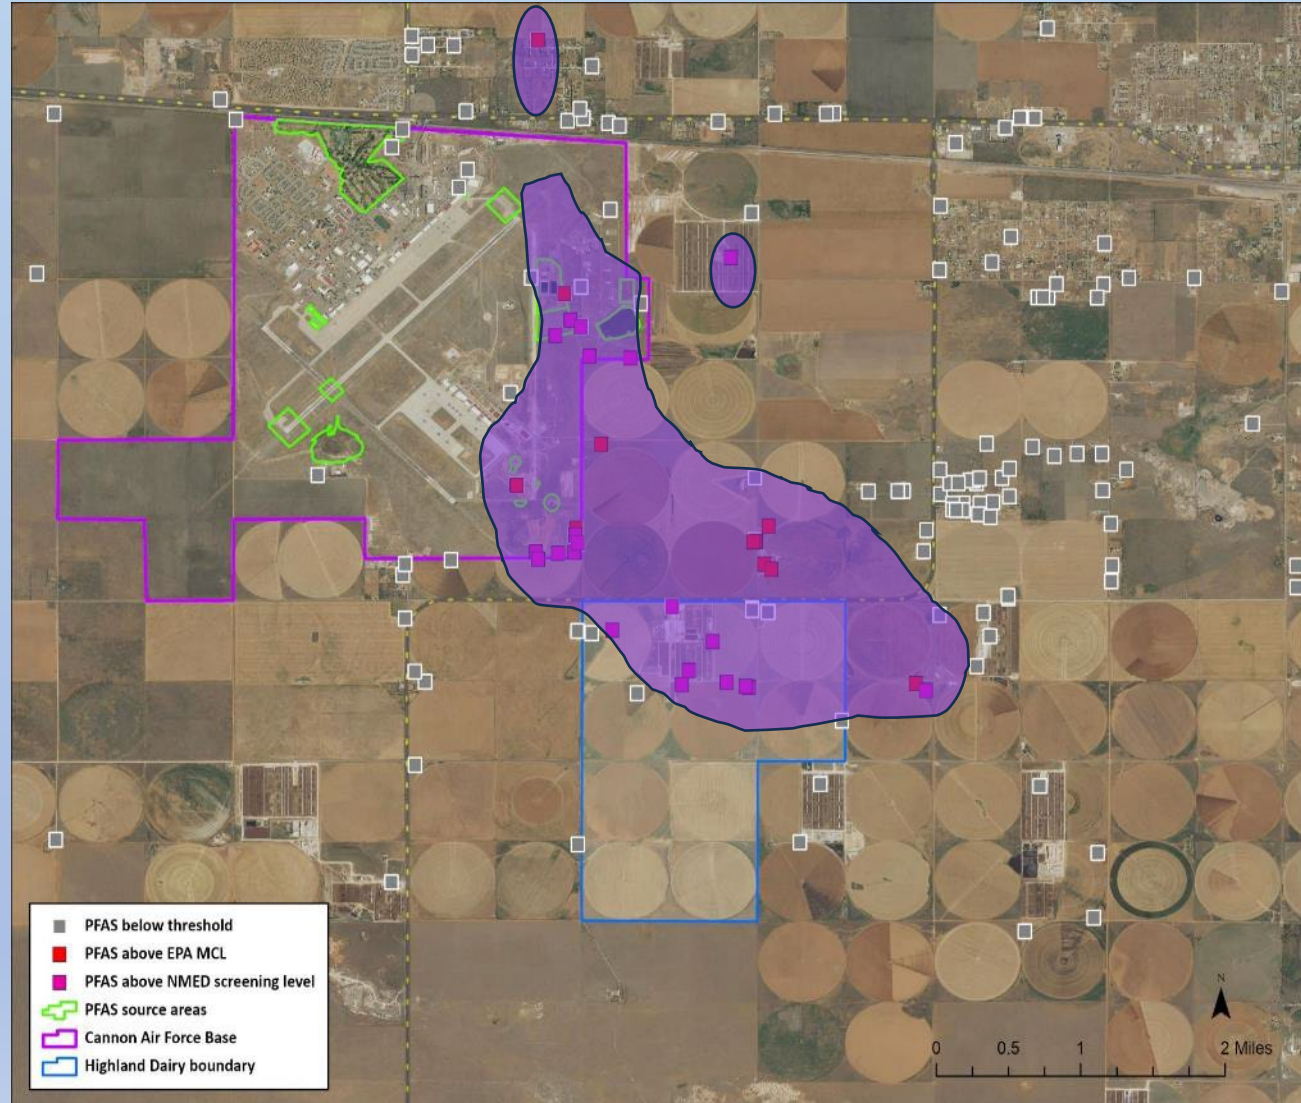 PFAS below threshold
PFAS above EPA MCL
PFAS above NMED screening level
PFAS source areas
Cannon Air Force Base
Highland Dairy boundary
N
0 0.5 1 2 Miles